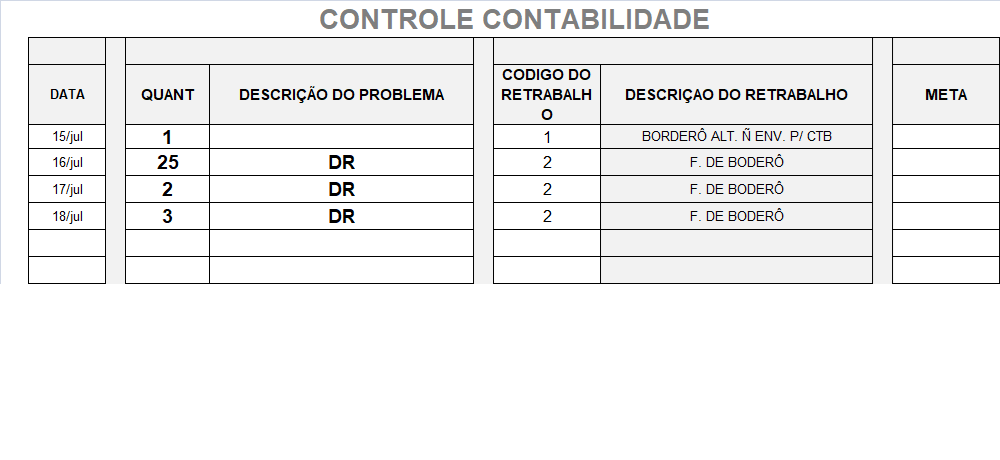 CONTROLE CONTABILIDADE
DATA QUANT DESCRIÇÃO DO PROBLEMA CODIGO DO RETRABALHO DESCRIÇAO DO RETRABALHO META
15/jul 1 1 BORDERÔ ALT. Ñ ENV. P/ CTB
16/jul 25 DR 2 F. DE BODERÔ
17/jul 2 DR 2 F. DE BODERÔ
18/jul 3 DR 2 F. DE BODERÔ